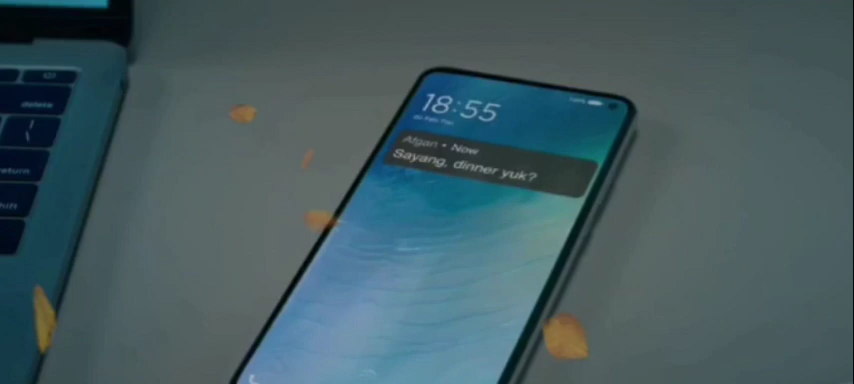 delete
return
shift
18:55
Afgan • Now
Sayang, dinner yuk?